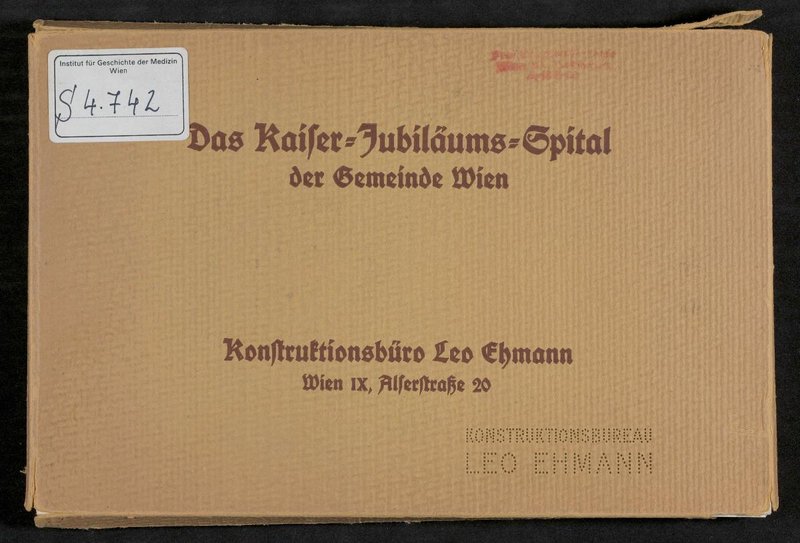 Institut für Geschichte der Medizin
Wien
S 4.742
Das Kaiser-Jubiläums-Spital
der Gemeinde Wien
Konstruktionsbüro Leo Ehmann
Wien IX, Alserstraße 20
KONSTRUKTIONSBUREAU
LEO EHMANN